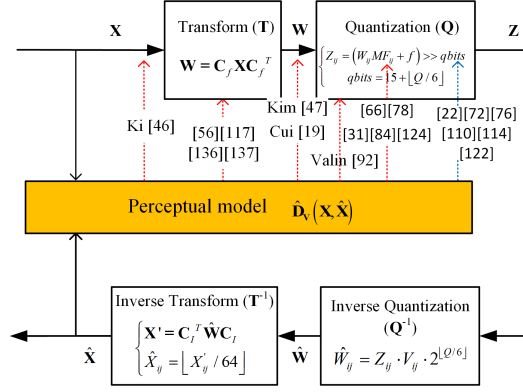 X
Transform (T)
W = C_f XC_f^T
W
Quantization (Q)
{ Z_ij = (W_ij MF_ij + f) >> qbits
qbits = 15 + ⌊Q / 6⌋
Z
Ki [46]
[56][117]
[136][137]
Kim [47]
Cui [19]
Valin [92]
[66][78]
[31][84][124]
[22][72][76]
[110][114]
[122]
Perceptual model D̂_V(X, X̂)
Inverse Transform (T⁻¹)
{ X' = C_I^T ŴC_I
X̂_ij = ⌊X'_ij / 64⌋
Inverse Quantization
(Q⁻¹)
Ŵ_ij = Z_ij · V_ij · 2^⌊Q/6⌋
X̂
Ŵ